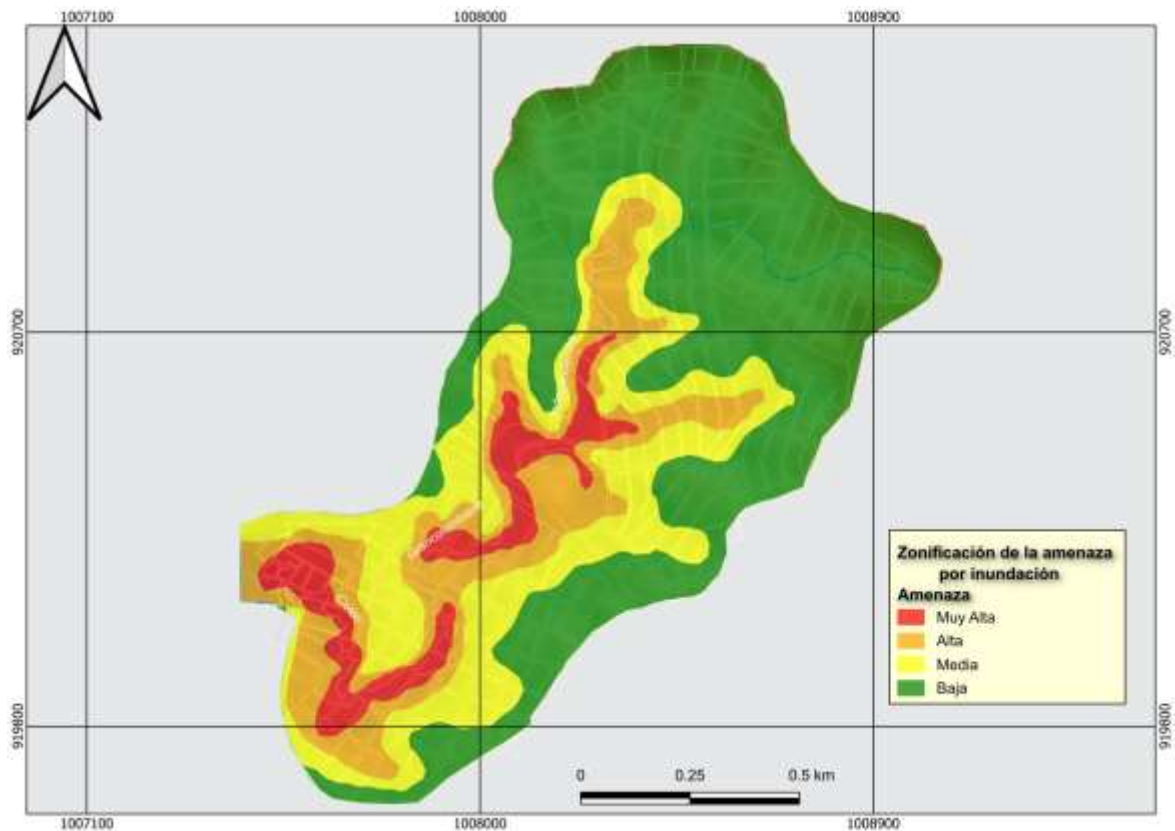 1007100 1008000 1008900
920700 920700
Zonificación de la amenaza
por inundación
Amenaza
Muy Alta
Alta
Media
Baja
919800 919800
0 0.25 0.5 km
1007100 1008000 1008900